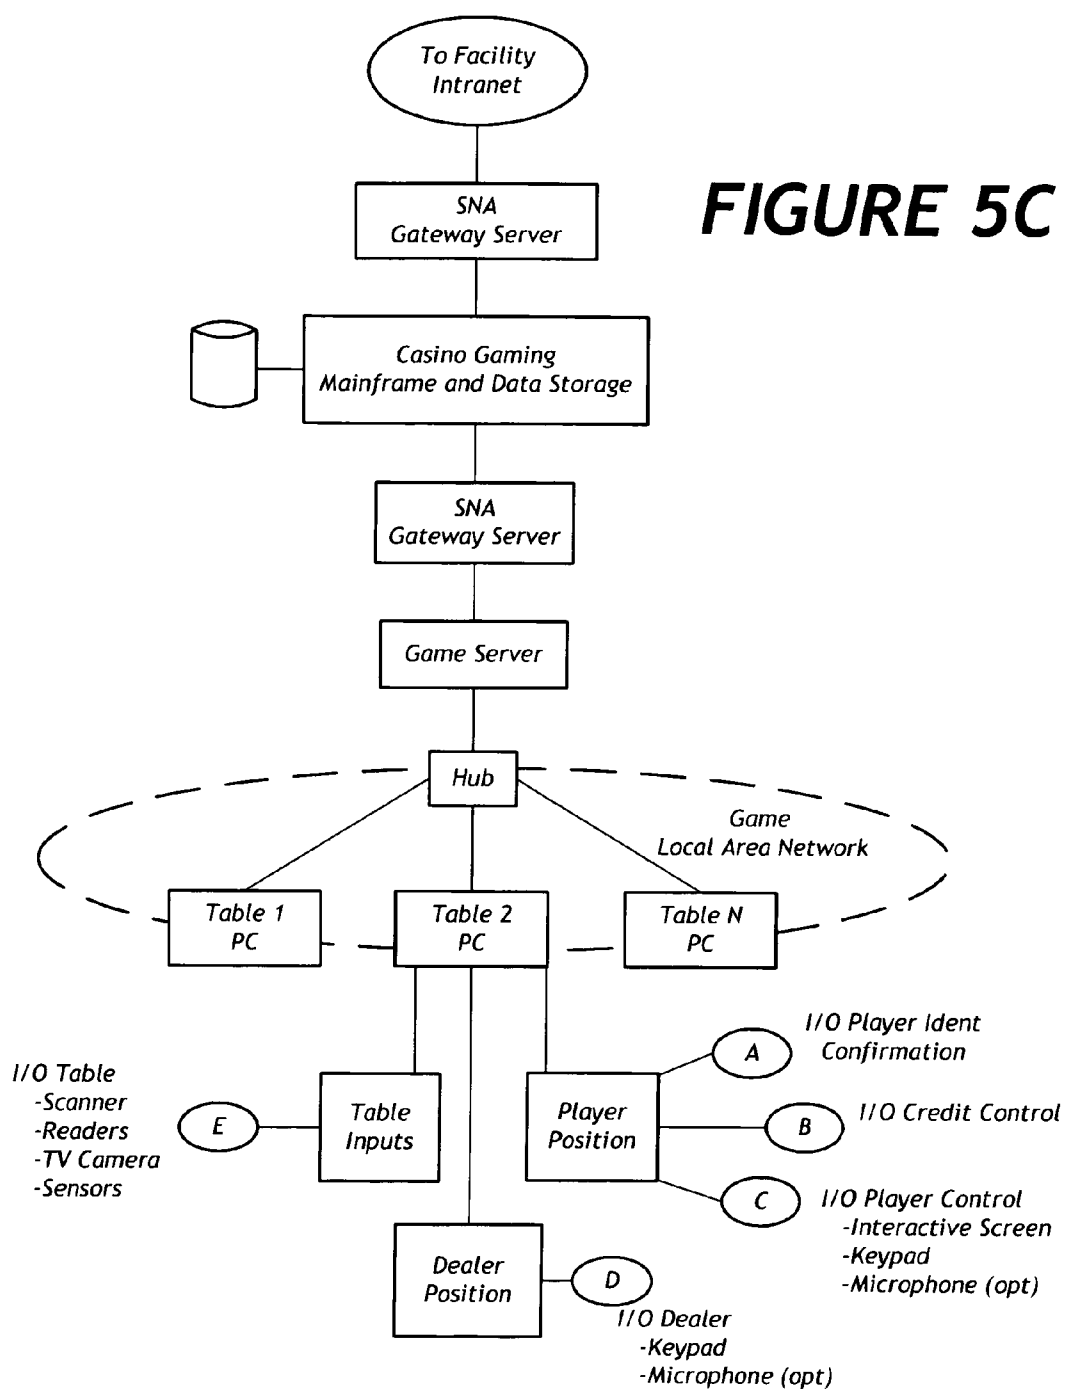 To Facility
Intranet
FIGURE 5C
SNA
Gateway Server
Casino Gaming
Mainframe and Data Storage
SNA
Gateway Server
Game Server
Hub
Game
Local Area Network
Table 1
PC
Table 2
PC
Table N
PC
I/O Player Ident
Confirmation
A
I/O Table
-Scanner
-Readers
-TV Camera
-Sensors
E
Table
Inputs
Player
Position
B
I/O Credit Control
C
I/O Player Control
-Interactive Screen
-Keypad
-Microphone (opt)
Dealer
Position
D
I/O Dealer
-Keypad
-Microphone (opt)